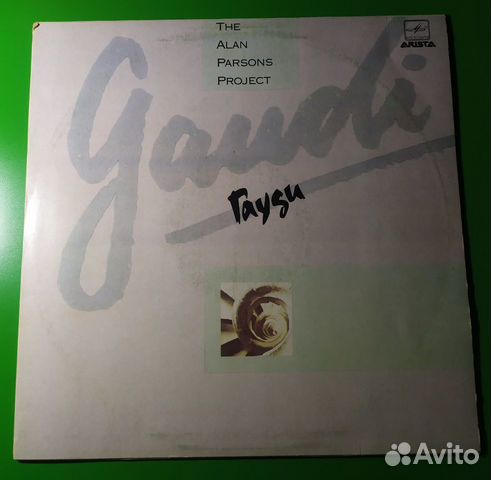 THE
ALAN
PARSONS
PROJECT
ARISTA
gaudi
Гауди
Avito